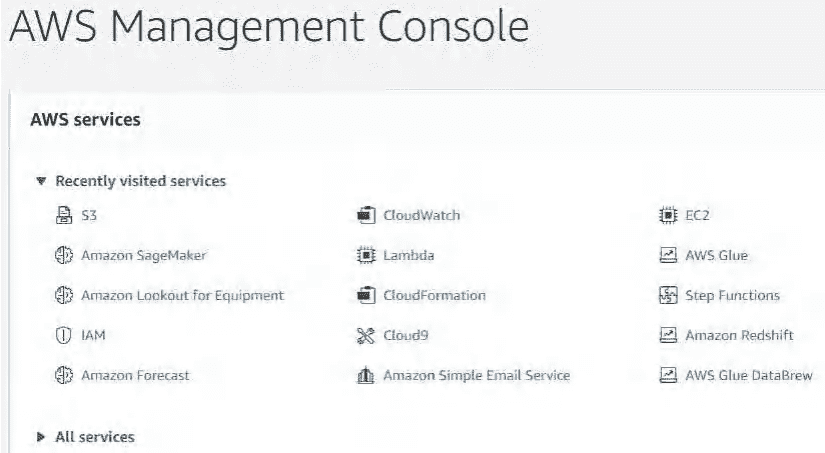 AWS Management Console
AWS services
Recently visited services
S3
CloudWatch
EC2
Amazon SageMaker
Lambda
AWS Glue
Amazon Lookout for Equipment
CloudFormation
Step Functions
IAM
Cloud9
Amazon Redshift
Amazon Forecast
Amazon Simple Email Service
AWS Glue DataBrew
All services